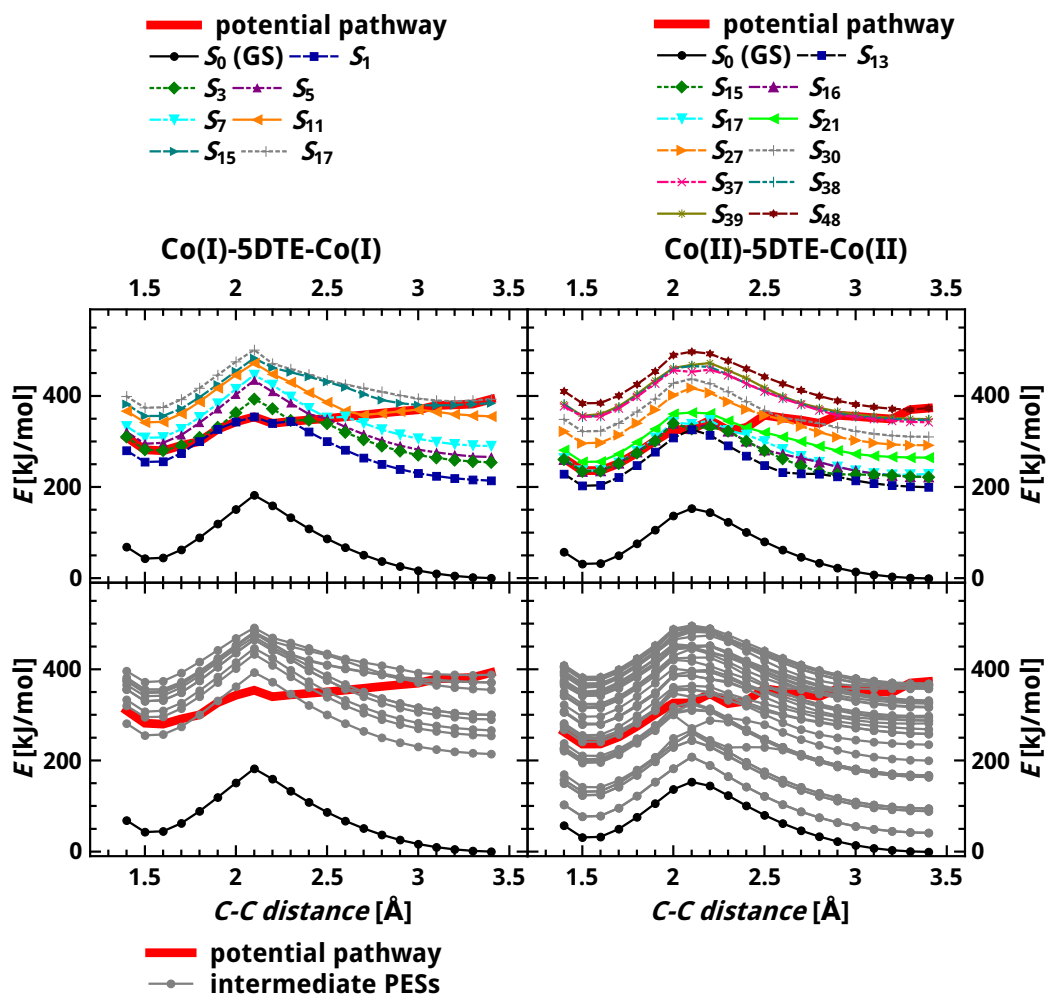 potential pathway
S₀ (GS) S₁
S₃ S₅
S₇ S₁₁
S₁₅ S₁₇
potential pathway
S₀ (GS) S₁₃
S₁₅ S₁₆
S₁₇ S₂₁
S₂₇ S₃₀
S₃₇ S₃₈
S₃₉ S₄₈
Co(I)-5DTE-Co(I)
Co(II)-5DTE-Co(II)
1.5 2 2.5 3 3.5
1.5 2 2.5 3 3.5
E [kJ/mol]
400
200
0
400
200
0
E [kJ/mol]
E [kJ/mol]
400
200
0
400
200
0
E [kJ/mol]
1.5 2 2.5 3 3.5
1.5 2 2.5 3 3.5
C-C distance [Å]
C-C distance [Å]
potential pathway
intermediate PESs